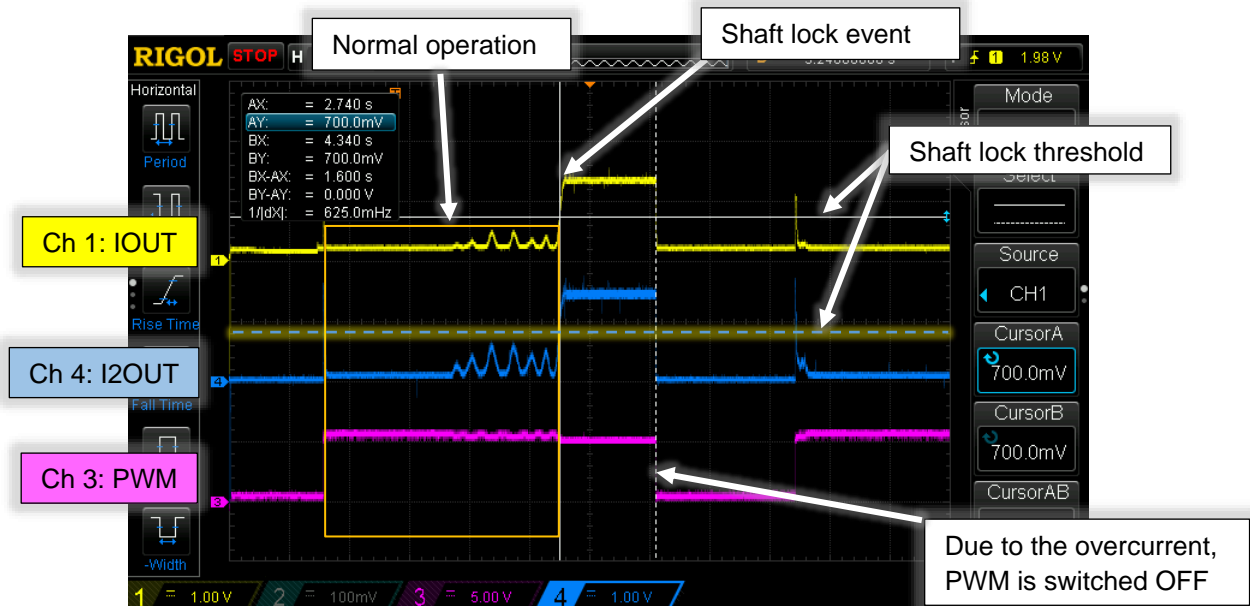 Normal operation
Shaft lock event
RIGOL STOP H
1 1.98 V
Horizontal
Period
Rise Time
Fall Time
-Width
AX: = 2.740 s
AY: = 700.0mV
BX: = 4.340 s
BY: = 700.0mV
BX-AX: = 1.600 s
BY-AY: = 0.000 V
1/|dX|: = 625.0mHz
Shaft lock threshold
Ch 1: IOUT
Ch 4: I2OUT
Ch 3: PWM
T
1
4
3
Mode
Select
Source
CH1
CursorA
700.0mV
CursorB
700.0mV
CursorAB
Due to the overcurrent,
PWM is switched OFF
1 = 1.00 V 2 = 100mV 3 = 5.00 V 4 = 1.00 V